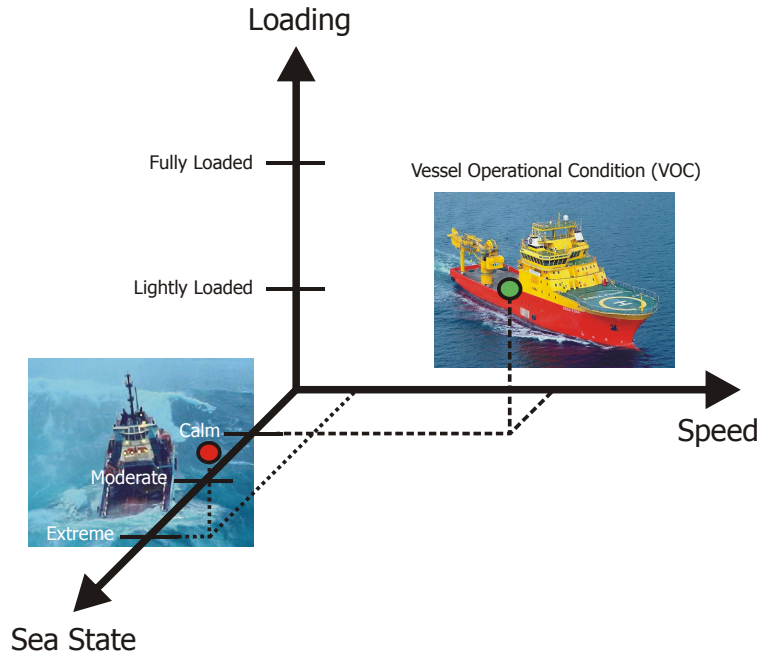 Loading
Fully Loaded
Vessel Operational Condition (VOC)
Lightly Loaded
H
Calm
Speed
Moderate
Extreme
Sea State